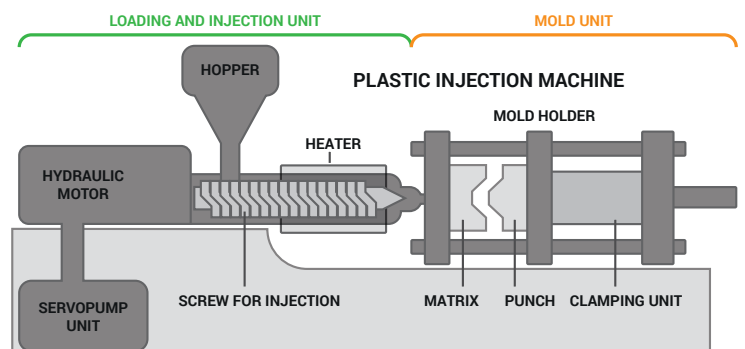 LOADING AND INJECTION UNIT
MOLD UNIT
HOPPER
PLASTIC INJECTION MACHINE
MOLD HOLDER
HEATER
HYDRAULIC
MOTOR
SCREW FOR INJECTION
MATRIX
PUNCH
CLAMPING UNIT
SERVOPUMP
UNIT